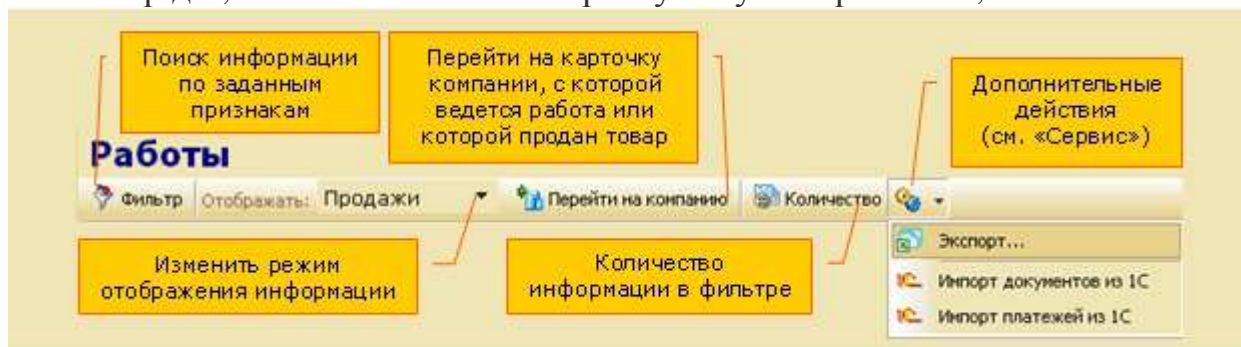 Поиск информации
по заданным
признакам
Перейти на карточку
компании, с которой
ведется работа или
которой продан товар
Дополнительные
действия
(см. «Сервис»)
Работы
Фильтр Отображать: Продажи Перейти на компанию Количество
Изменить режим
отображения информации
Количество
информации в фильтре
Экспорт...
Импорт документов из 1С
Импорт платежей из 1С